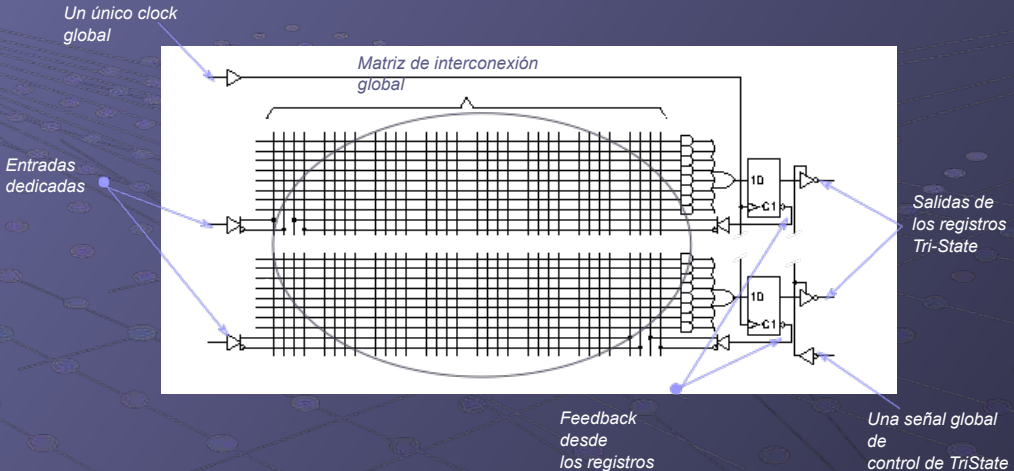 Un único clock
global
Matriz de interconexión
global
Entradas
dedicadas
1D
C1
Salidas de
los registros
Tri-State
1D
C1
Feedback
desde
los registros
Una señal global
de
control de TriState